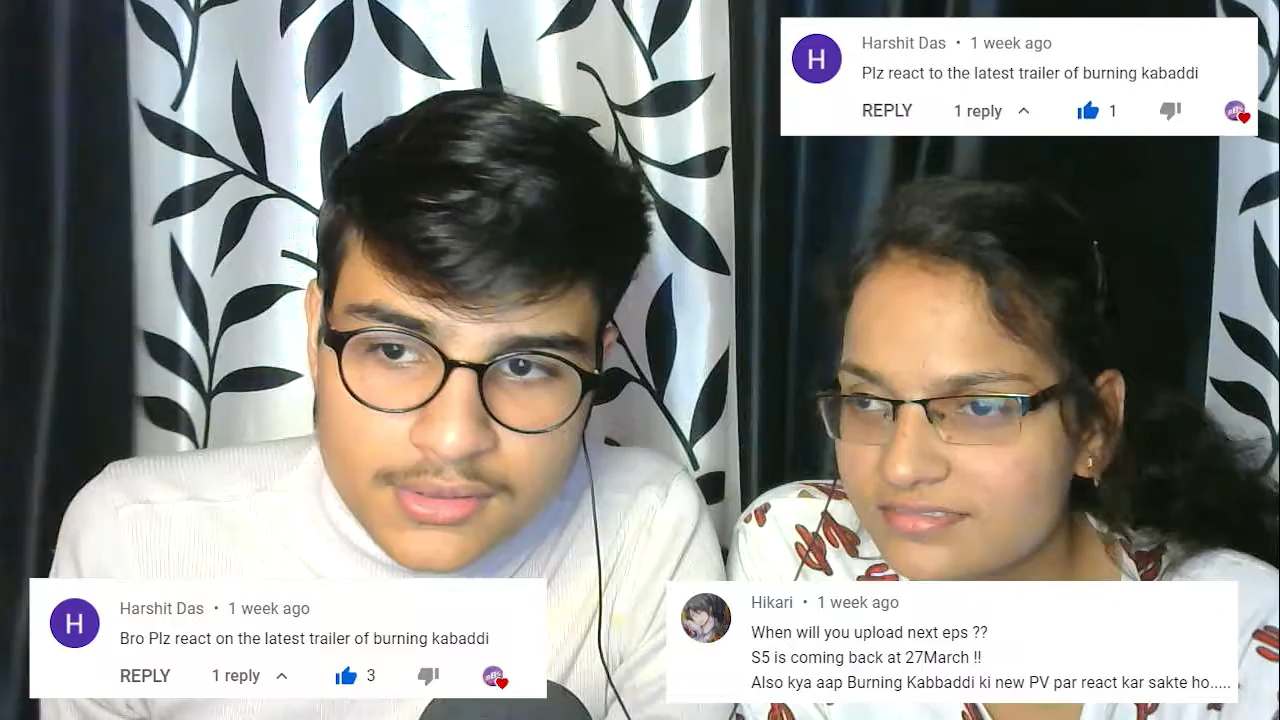 Harshit Das • 1 week ago
Plz react to the latest trailer of burning kabaddi
REPLY 1 reply 1
H
Harshit Das • 1 week ago
Bro Plz react on the latest trailer of burning kabaddi
REPLY 1 reply 3
H
Hikari • 1 week ago
When will you upload next eps ??
S5 is coming back at 27March !!
Also kya aap Burning Kabbaddi ki new PV par react kar sakte ho.....